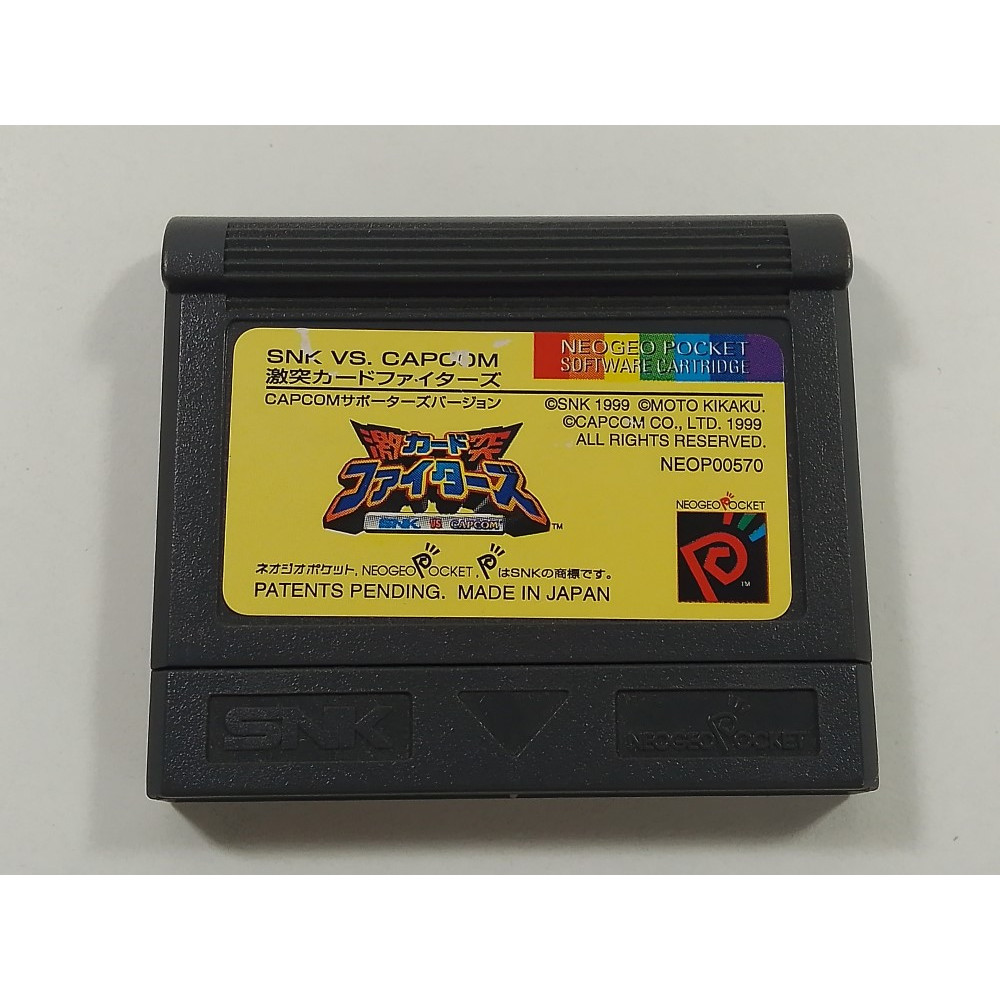 SNK VS. CAPCOM
激突カードファイターズ
CAPCOMサポーターズバージョン
NEOGEO POCKET
SOFTWARE CARTRIDGE
©SNK 1999 ©MOTO KIKAKU.
©CAPCOM CO., LTD. 1999
ALL RIGHTS RESERVED.
NEOP00570
激突カード
ファイターズ
SNK VS CAPCOM™
NEOGEO POCKET
TM
ネオジオポケット, NEOGEO POCKET , PはSNKの商標です。
PATENTS PENDING. MADE IN JAPAN
SNK
NEOGEO POCKET